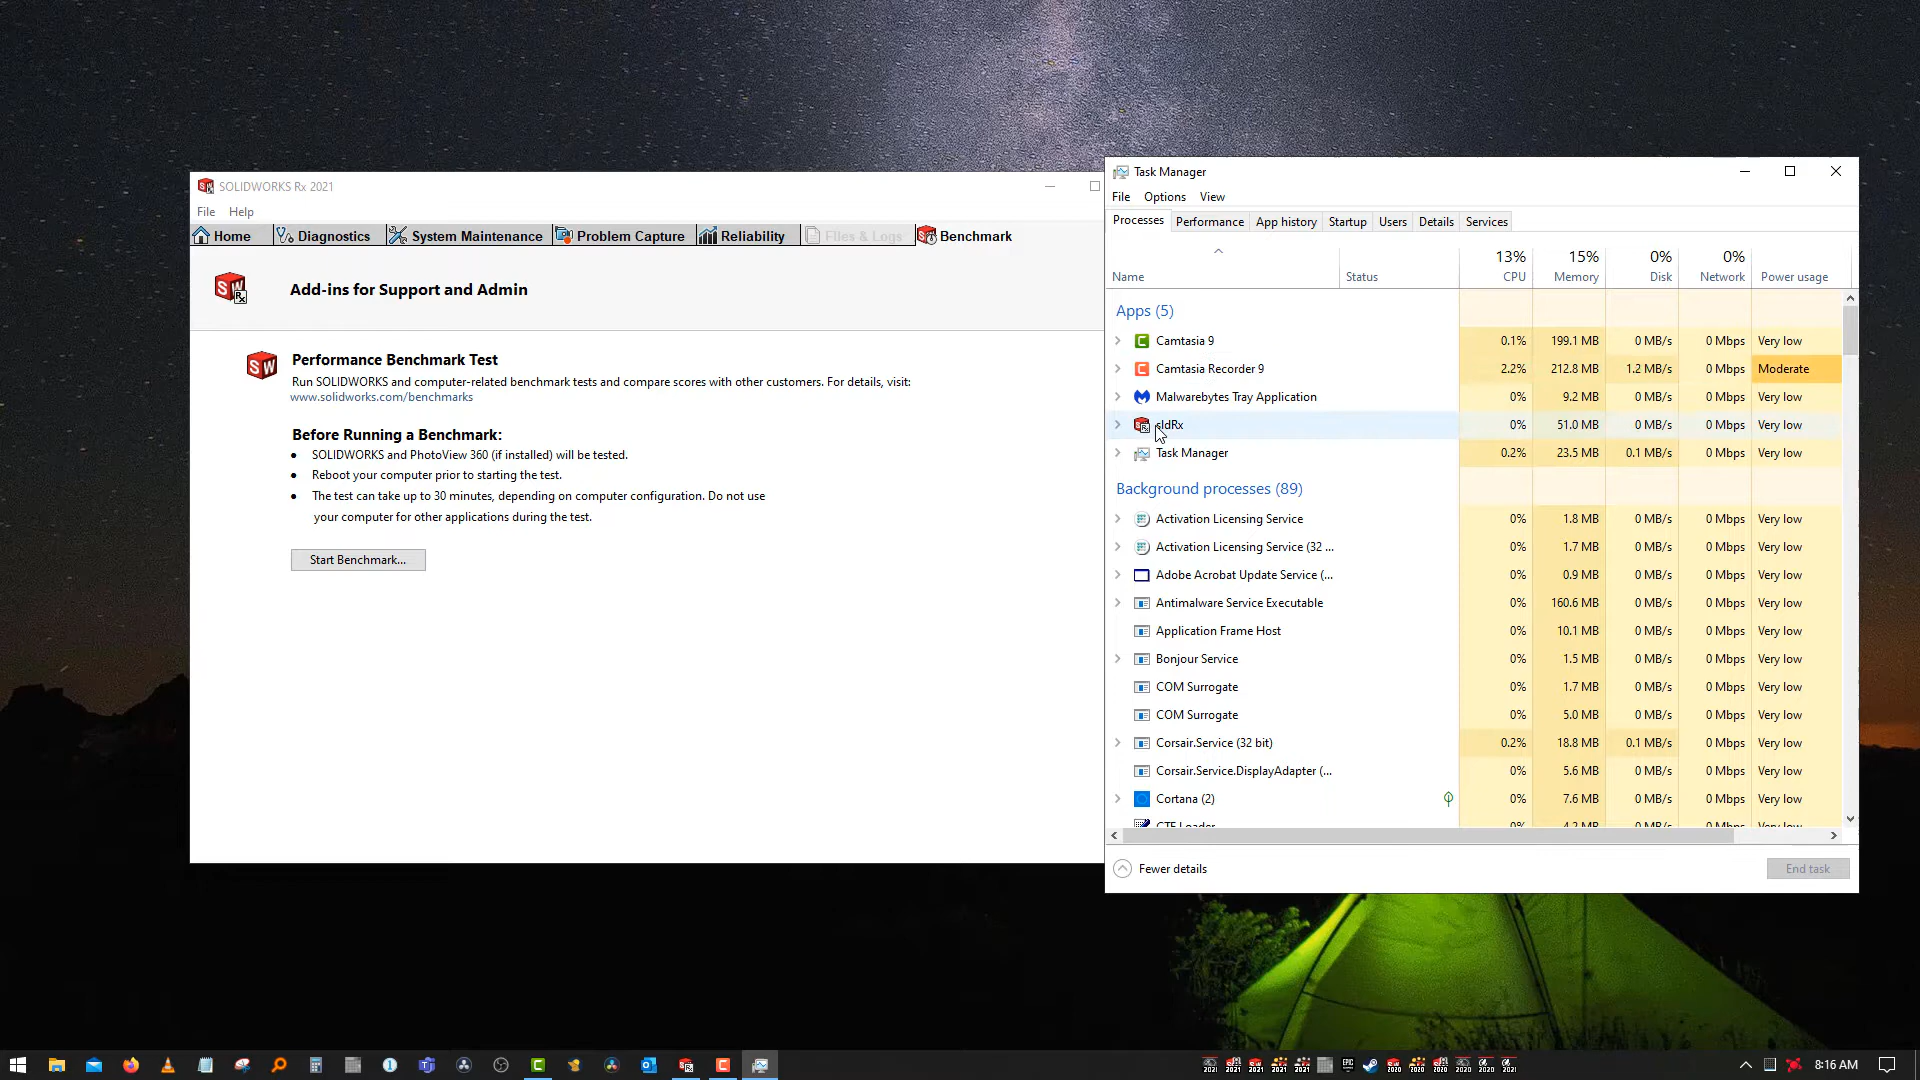 SOLIDWORKS Rx 2021
File Help
Home Diagnostics System Maintenance Problem Capture Reliability Files & Logs Benchmark
Add-ins for Support and Admin
Performance Benchmark Test
Run SOLIDWORKS and computer-related benchmark tests and compare scores with other customers. For details, visit:
www.solidworks.com/benchmarks
Before Running a Benchmark:
• SOLIDWORKS and PhotoView 360 (if installed) will be tested.
• Reboot your computer prior to starting the test.
• The test can take up to 30 minutes, depending on computer configuration. Do not use
your computer for other applications during the test.
Start Benchmark...
Task Manager
File Options View
Processes Performance App history Startup Users Details Services
13% 15% 0% 0%
Name Status CPU Memory Disk Network Power usage
Apps (5)
Camtasia 9 0.1% 199.1 MB 0 MB/s 0 Mbps Very low
Camtasia Recorder 9 2.2% 212.8 MB 1.2 MB/s 0 Mbps Moderate
Malwarebytes Tray Application 0% 9.2 MB 0 MB/s 0 Mbps Very low
sldRx 0% 51.0 MB 0 MB/s 0 Mbps Very low
Task Manager 0.2% 23.5 MB 0.1 MB/s 0 Mbps Very low
Background processes (89)
Activation Licensing Service 0% 1.8 MB 0 MB/s 0 Mbps Very low
Activation Licensing Service (32 ... 0% 1.7 MB 0 MB/s 0 Mbps Very low
Adobe Acrobat Update Service (... 0% 0.9 MB 0 MB/s 0 Mbps Very low
Antimalware Service Executable 0% 160.6 MB 0 MB/s 0 Mbps Very low
Application Frame Host 0% 10.1 MB 0 MB/s 0 Mbps Very low
Bonjour Service 0% 1.5 MB 0 MB/s 0 Mbps Very low
COM Surrogate 0% 1.7 MB 0 MB/s 0 Mbps Very low
COM Surrogate 0% 5.0 MB 0 MB/s 0 Mbps Very low
Corsair.Service (32 bit) 0.2% 18.8 MB 0.1 MB/s 0 Mbps Very low
Corsair.Service.DisplayAdapter (... 0% 5.6 MB 0 MB/s 0 Mbps Very low
Cortana (2) 0% 7.6 MB 0 MB/s 0 Mbps Very low
CTF Loader 0% 4.2 MB 0 MB/s 0 Mbps Very low
Fewer details End task
8:16 AM